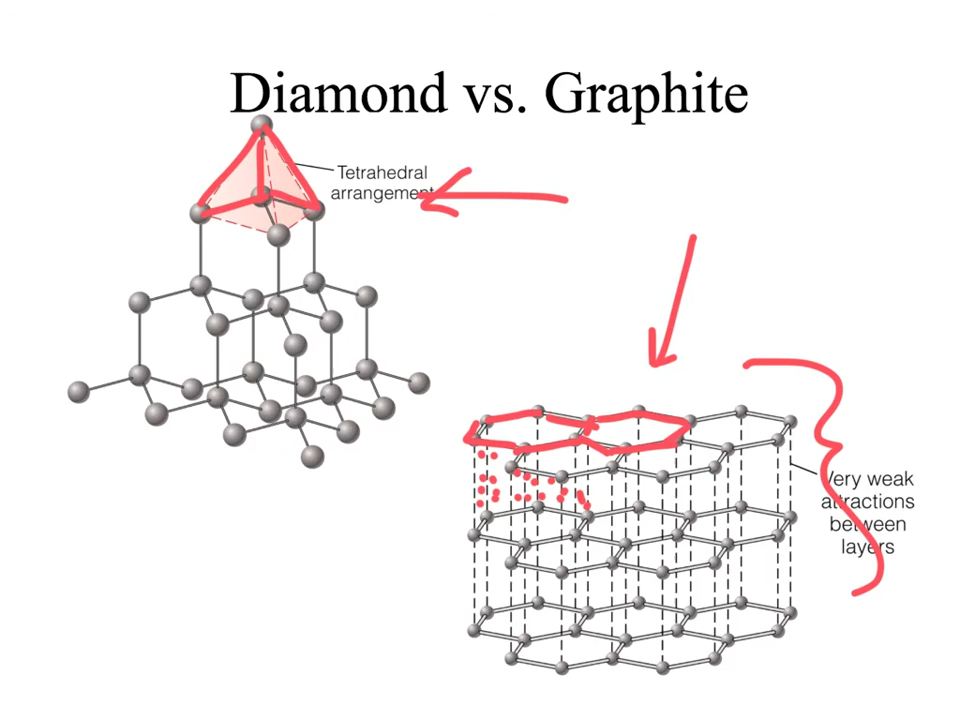 Diamond vs. Graphite
Tetrahedral
arrangement
Very weak
attractions
between
layers